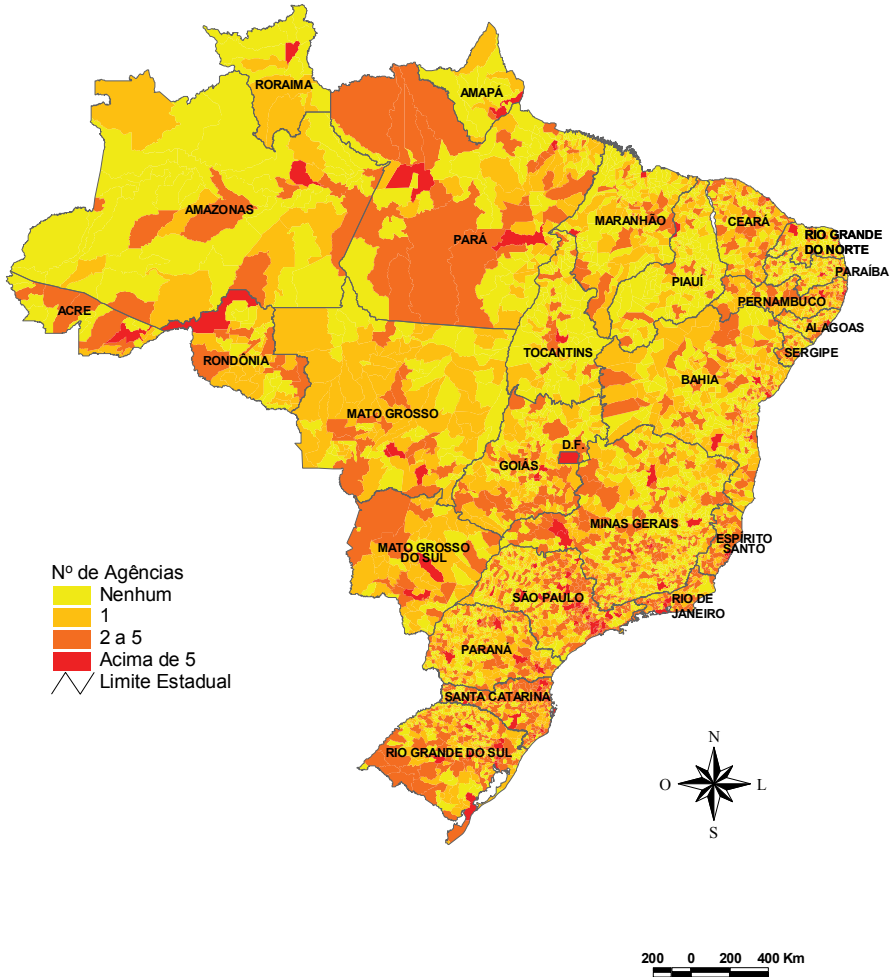 RORAIMA
AMAPÁ
AMAZONAS
PARÁ
MARANHÃO
CEARÁ
RIO GRANDE
DO NORTE
PARAÍBA
PIAUÍ
PERNAMBUCO
ALAGOAS
SERGIPE
ACRE
RONDÔNIA
TOCANTINS
BAHIA
MATO GROSSO
D.F.
GOIÁS
MINAS GERAIS
ESPÍRITO
SANTO
MATO GROSSO
DO SUL
SÃO PAULO
RIO DE
JANEIRO
PARANÁ
SANTA CATARINA
RIO GRANDE DO SUL
Nº de Agências
Nenhum
1
2 a 5
Acima de 5
Limite Estadual
N
O
L
S
200 0 200 400 Km